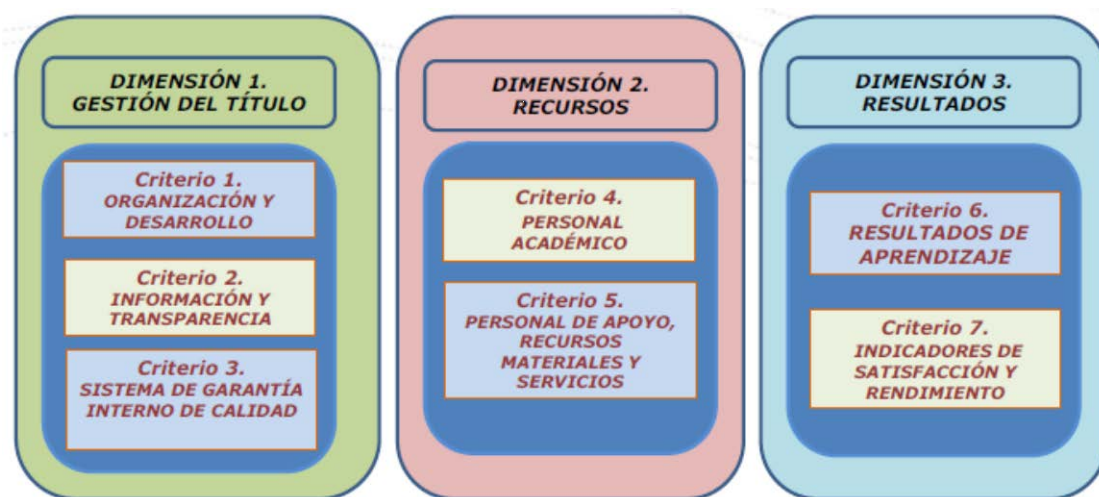 DIMENSIÓN 1.
GESTIÓN DEL TÍTULO
Criterio 1.
ORGANIZACIÓN Y
DESARROLLO
Criterio 2.
INFORMACIÓN Y
TRANSPARENCIA
Criterio 3.
SISTEMA DE GARANTÍA
INTERNO DE CALIDAD
DIMENSIÓN 2.
RECURSOS
Criterio 4.
PERSONAL
ACADÉMICO
Criterio 5.
PERSONAL DE APOYO,
RECURSOS
MATERIALES Y
SERVICIOS
DIMENSIÓN 3.
RESULTADOS
Criterio 6.
RESULTADOS DE
APRENDIZAJE
Criterio 7.
INDICADORES DE
SATISFACCIÓN Y
RENDIMIENTO